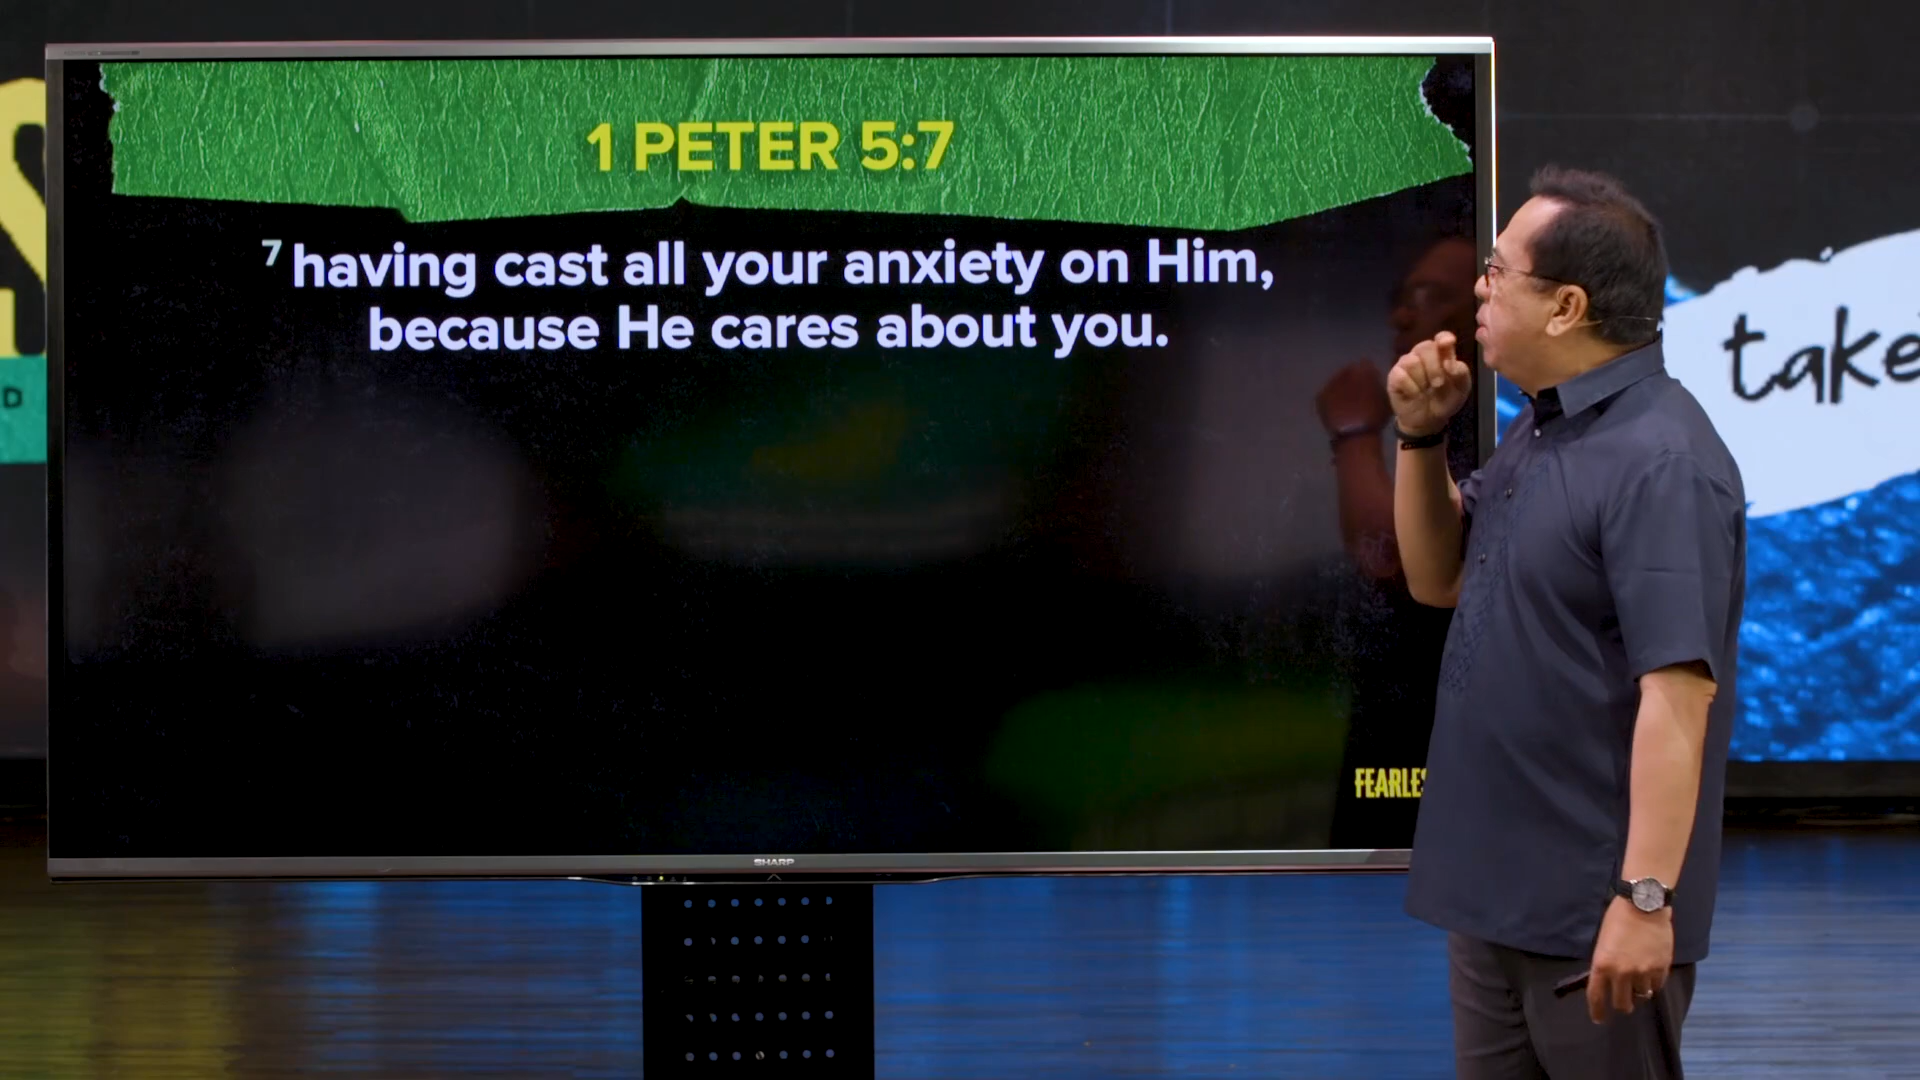 1 PETER 5:7
7 having cast all your anxiety on Him,
because He cares about you.
take
D
FEARLES
SHARP